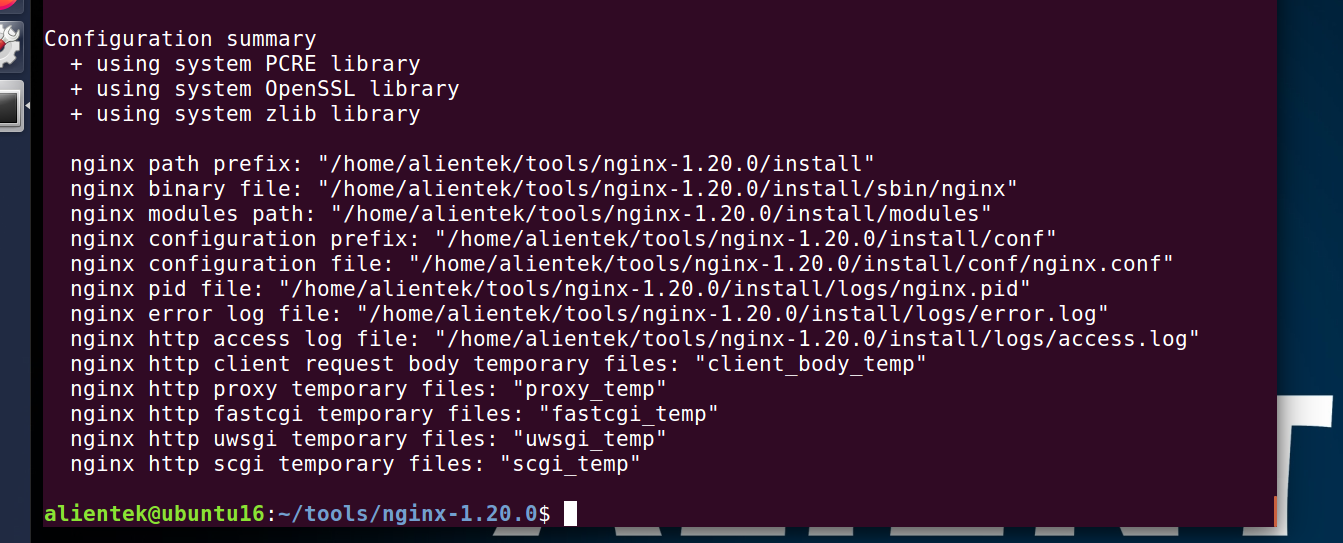 Configuration summary
  + using system PCRE library
  + using system OpenSSL library
  + using system zlib library
  nginx path prefix: "/home/alientek/tools/nginx-1.20.0/install"
  nginx binary file: "/home/alientek/tools/nginx-1.20.0/install/sbin/nginx"
  nginx modules path: "/home/alientek/tools/nginx-1.20.0/install/modules"
  nginx configuration prefix: "/home/alientek/tools/nginx-1.20.0/install/conf"
  nginx configuration file: "/home/alientek/tools/nginx-1.20.0/install/conf/nginx.conf"
  nginx pid file: "/home/alientek/tools/nginx-1.20.0/install/logs/nginx.pid"
  nginx error log file: "/home/alientek/tools/nginx-1.20.0/install/logs/error.log"
  nginx http access log file: "/home/alientek/tools/nginx-1.20.0/install/logs/access.log"
  nginx http client request body temporary files: "client_body_temp"
  nginx http proxy temporary files: "proxy_temp"
  nginx http fastcgi temporary files: "fastcgi_temp"
  nginx http uwsgi temporary files: "uwsgi_temp"
  nginx http scgi temporary files: "scgi_temp"
alientek@ubuntu16:~/tools/nginx-1.20.0$